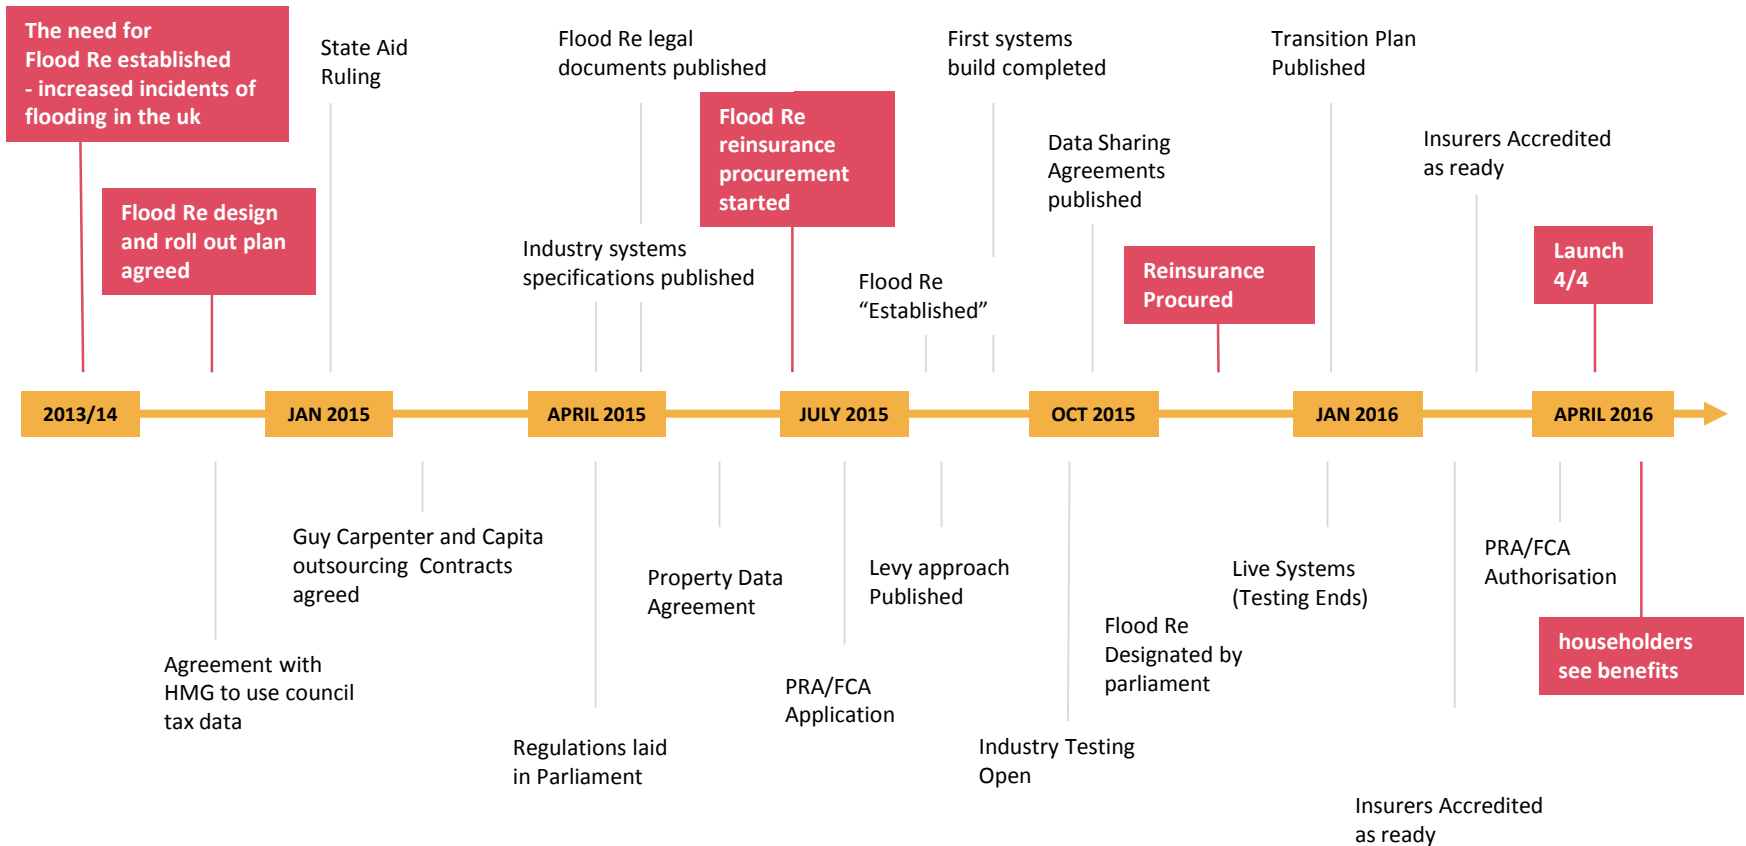 The need for
Flood Re established
- increased incidents of
flooding in the uk
State Aid
Ruling
Flood Re legal
documents published
First systems
build completed
Transition Plan
Published
Flood Re design
and roll out plan
agreed
Industry systems
specifications published
Flood Re
reinsurance
procurement
started
Flood Re
“Established”
Data Sharing
Agreements
published
Reinsurance
Procured
Insurers Accredited
as ready
Launch
4/4
2013/14
JAN 2015
APRIL 2015
JULY 2015
OCT 2015
JAN 2016
APRIL 2016
Agreement with
HMG to use council
tax data
Guy Carpenter and Capita
outsourcing  Contracts
agreed
Regulations laid
in Parliament
Property Data
Agreement
PRA/FCA
Application
Levy approach
Published
Industry Testing
Open
Flood Re
Designated by
parliament
Live Systems
(Testing Ends)
Insurers Accredited
as ready
PRA/FCA
Authorisation
householders
see benefits